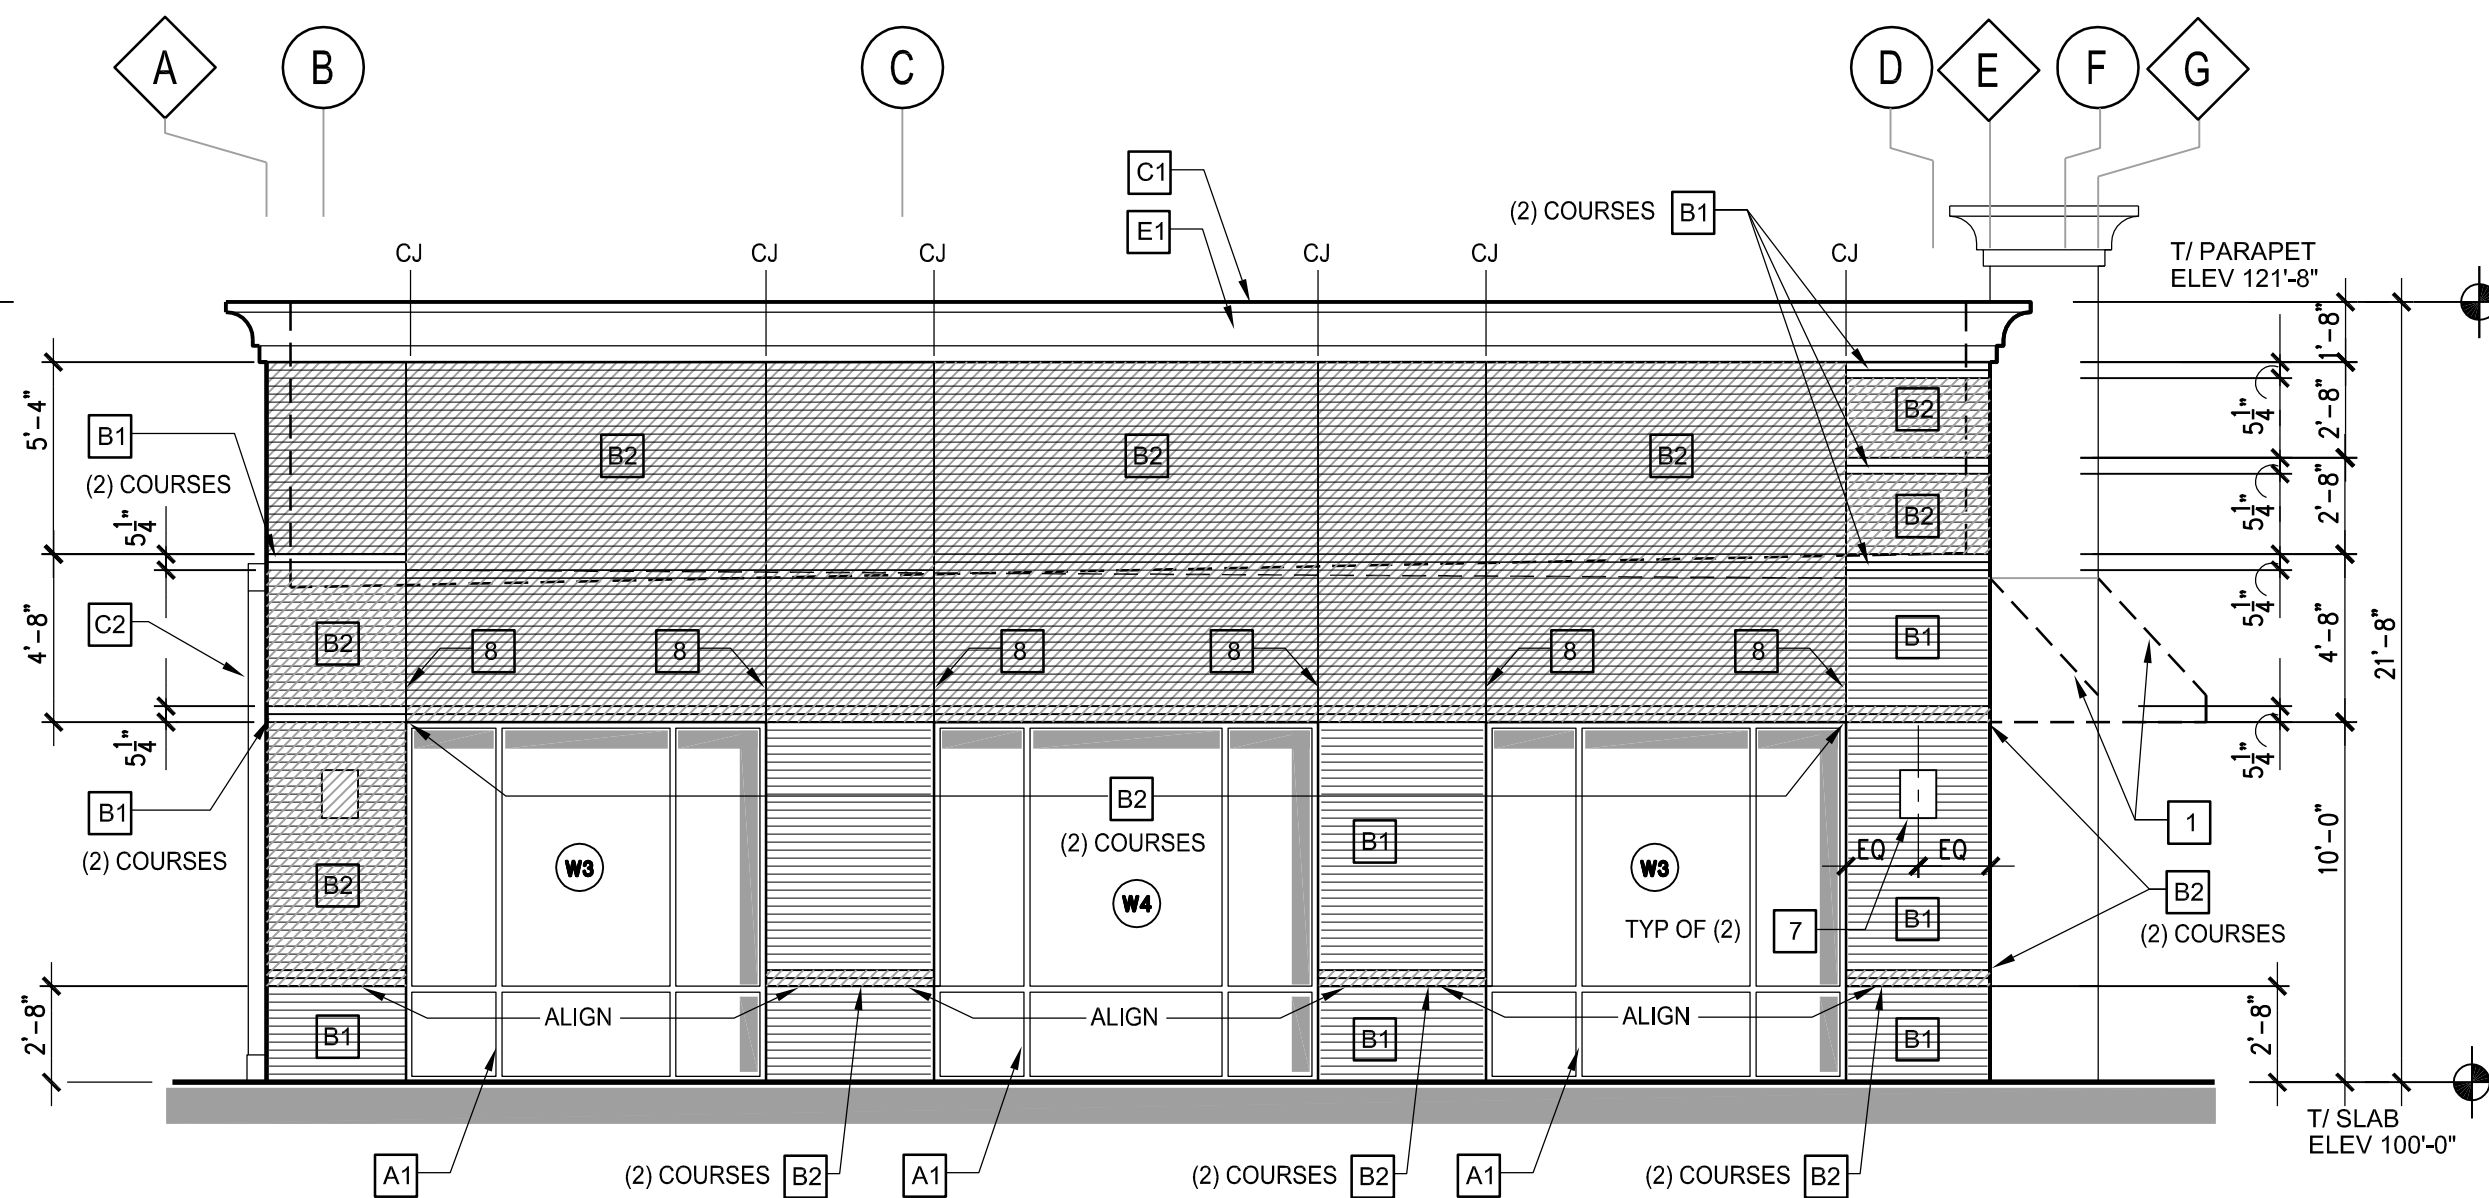 A
B
C
D
E
F
G
C1
E1
(2) COURSES B1
T/ PARAPET
ELEV 121'-8"
CJ
CJ
CJ
CJ
CJ
CJ
1'-8"
5'-4"
B1
(2) COURSES
5 1/4"
4'-8"
C2
5 1/4"
B1
(2) COURSES
2'-8"
B2
B2
B2
B2
B2
5 1/4"
2'-8"
5 1/4"
2'-8"
5 1/4"
4'-8"
21'-8"
5 1/4"
10'-0"
2'-8"
B2
8
8
8
8
8
8
B1
B2
(2) COURSES
1
B2
W3
W4
W3
B1
EQ
EQ
TYP OF (2)
7
B1
B2
(2) COURSES
B1
ALIGN
ALIGN
B1
ALIGN
B1
T/ SLAB
ELEV 100'-0"
A1
(2) COURSES B2
A1
(2) COURSES B2
A1
(2) COURSES B2